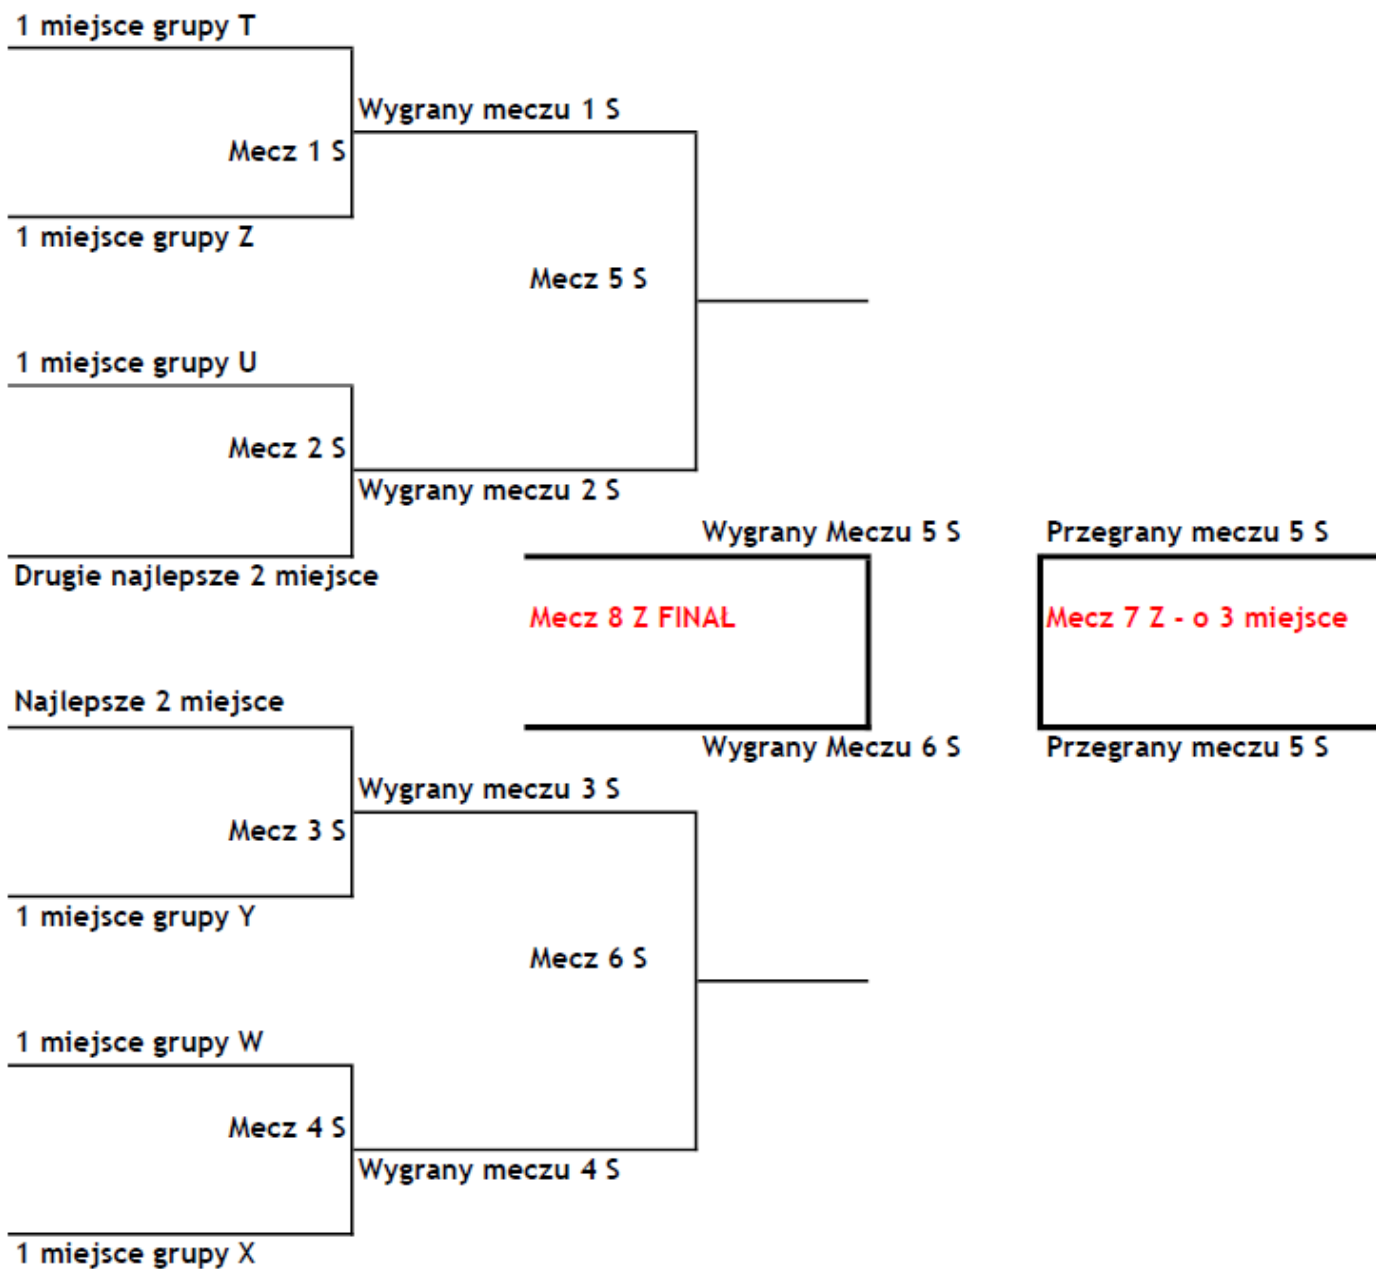 1 miejsce grupy T
Wygrany meczu 1 S
Mecz 1 S
1 miejsce grupy Z
Mecz 5 S
1 miejsce grupy U
Mecz 2 S
Wygrany meczu 2 S
Wygrany Meczu 5 S
Przegrany meczu 5 S
Drugie najlepsze 2 miejsce
Mecz 8 Z FINAŁ
Mecz 7 Z - o 3 miejsce
Najlepsze 2 miejsce
Wygrany Meczu 6 S
Przegrany meczu 5 S
Wygrany meczu 3 S
Mecz 3 S
1 miejsce grupy Y
Mecz 6 S
1 miejsce grupy W
Mecz 4 S
Wygrany meczu 4 S
1 miejsce grupy X